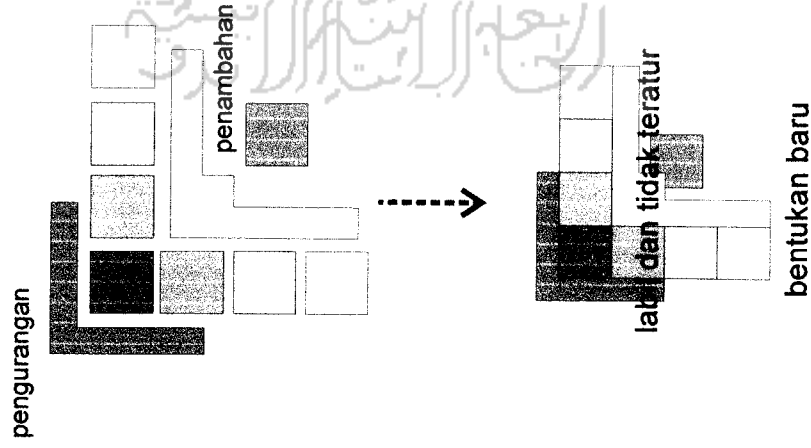 pengurangan
penambahan
labil dan tidak teratur
bentukan baru